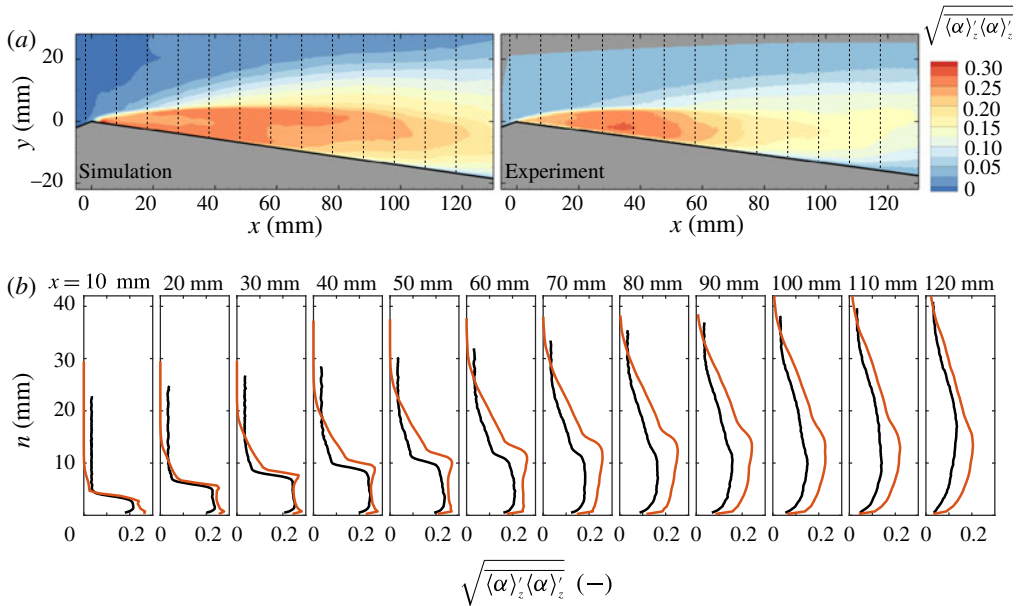 (a)
√⟨α⟩′z⟨α⟩′z
y (mm)
20
0
−20
Simulation
0 20 40 60 80 100 120
x (mm)
Experiment
0 20 40 60 80 100 120
x (mm)
0.30
0.25
0.20
0.15
0.10
0.05
0
(b)
x = 10 mm 20 mm 30 mm 40 mm 50 mm 60 mm 70 mm 80 mm 90 mm 100 mm 110 mm 120 mm
n (mm)
40
30
20
10
0 0.2 0 0.2 0 0.2 0 0.2 0 0.2 0 0.2 0 0.2 0 0.2 0 0.2 0 0.2 0 0.2 0 0.2
√⟨α⟩′z⟨α⟩′z (−)